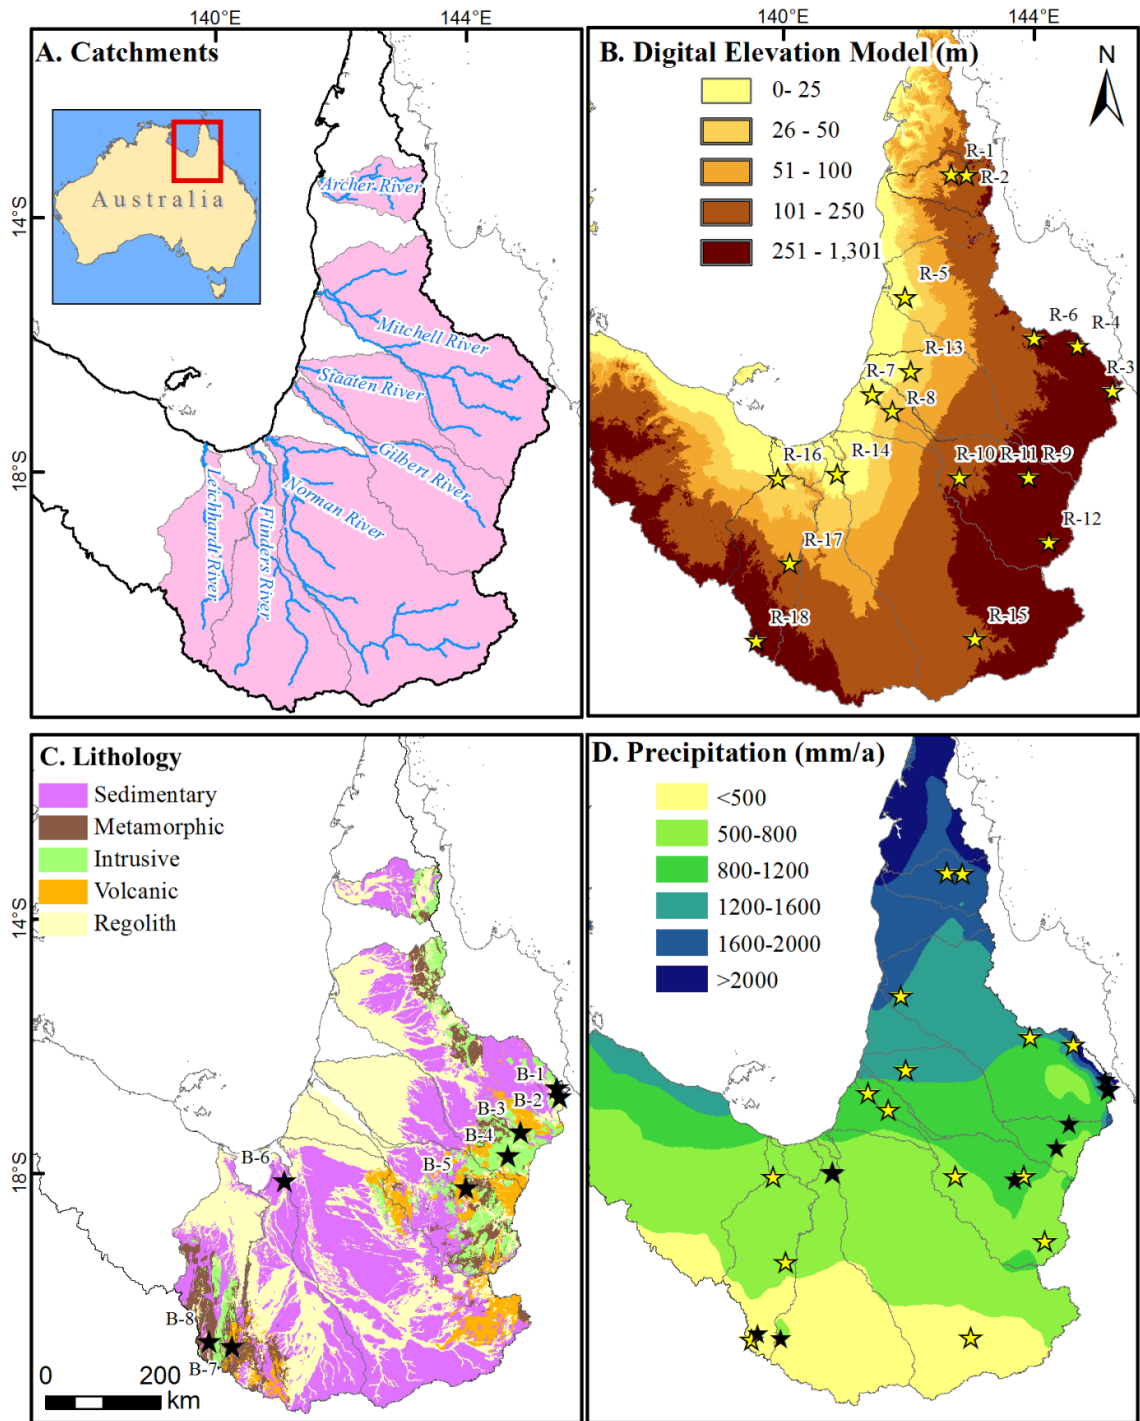 140°E
144°E
140°E
144°E
A. Catchments
Australia
Archer River
Mitchell River
Staaten River
Gilbert River
Norman River
Flinders River
Leichhardt River
14°S
18°S
B. Digital Elevation Model (m)
0- 25
26 - 50
51 - 100
101 - 250
251 - 1,301
N
R-1
R-2
R-5
R-6
R-4
R-3
R-13
R-7
R-8
R-16
R-14
R-10
R-11
R-9
R-12
R-17
R-18
R-15
C. Lithology
Sedimentary
Metamorphic
Intrusive
Volcanic
Regolith
14°S
18°S
B-1
B-2
B-3
B-4
B-5
B-6
B-8
B-7
0
200
km
D. Precipitation (mm/a)
<500
500-800
800-1200
1200-1600
1600-2000
>2000